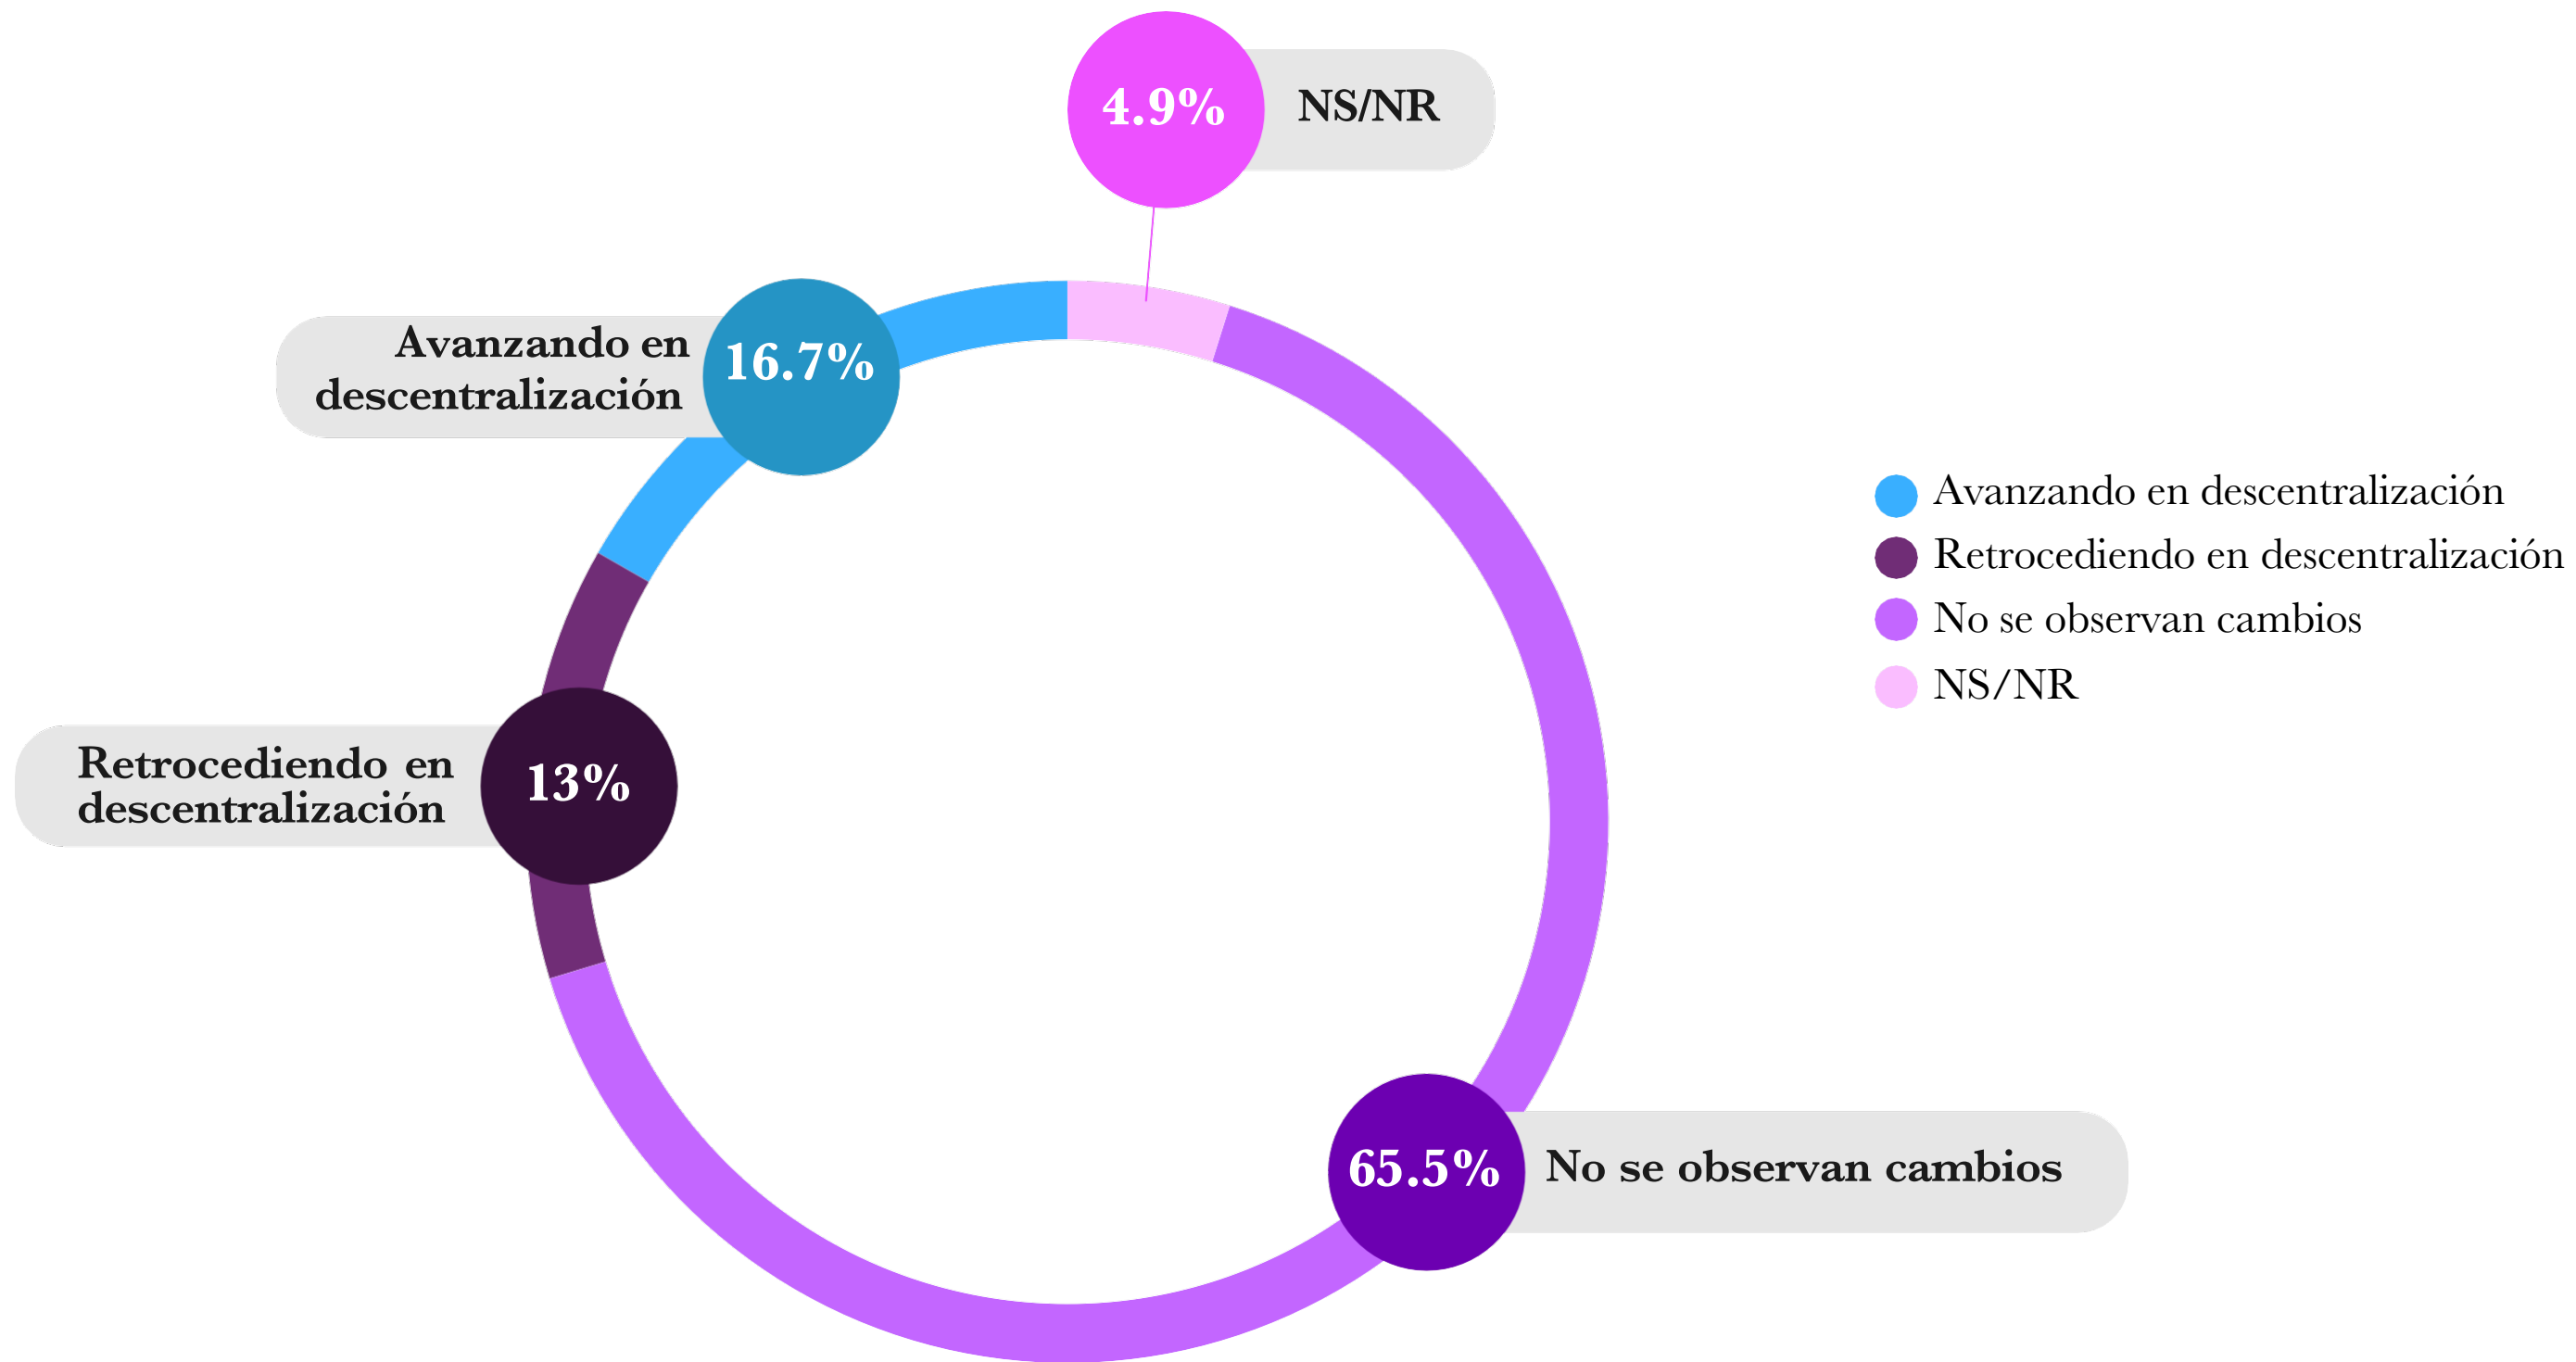 4.9%
NS/NR
Avanzando en
descentralización
16.7%
Avanzando en descentralización
Retrocediendo en descentralización
No se observan cambios
NS/NR
Retrocediendo en
descentralización
13%
65.5%
No se observan cambios